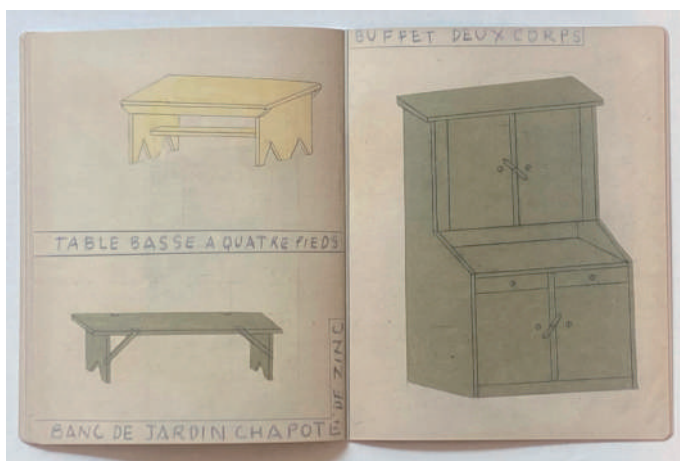 TABLE BASSE A QUATRE PIEDS
BANC DE JARDIN CHAPOTÉ
DE ZINC
BUFFET DEUX CORPS